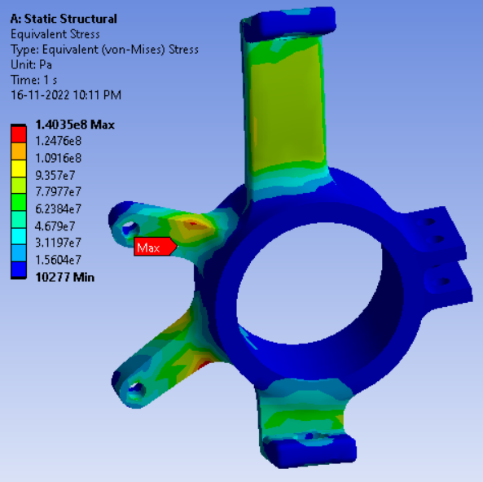 A: Static Structural
Equivalent Stress
Type: Equivalent (von-Mises) Stress
Unit: Pa
Time: 1 s
16-11-2022 10:11 PM
1.4035e8 Max
1.2476e8
1.0916e8
9.357e7
7.7977e7
6.2384e7
4.679e7
3.1197e7
1.5604e7
10277 Min
Max